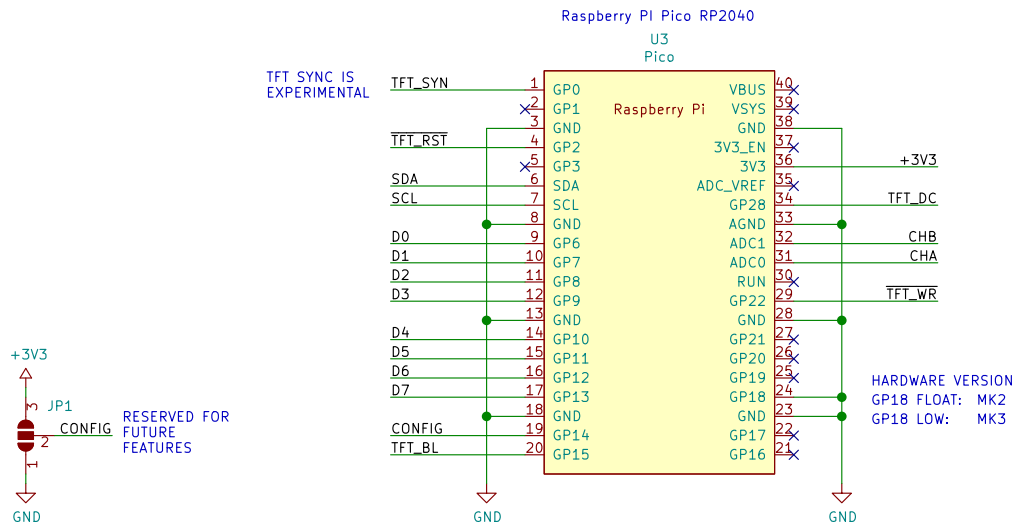 Raspberry PI Pico RP2040
U3
Pico
TFT SYNC IS
EXPERIMENTAL
TFT_SYN 1 GP0 VBUS 40
2 GP1 Raspberry Pi VSYS 39
3 GND GND 38
TFT_RST 4 GP2 3V3_EN 37
5 GP3 3V3 36 +3V3
SDA 6 SDA ADC_VREF 35
SCL 7 SCL GP28 34 TFT_DC
8 GND AGND 33
D0 9 GP6 ADC1 32 CHB
D1 10 GP7 ADC0 31 CHA
D2 11 GP8 RUN 30
D3 12 GP9 GP22 29 TFT_WR
13 GND GND 28
D4 14 GP10 GP21 27
D5 15 GP11 GP20 26
D6 16 GP12 GP19 25
D7 17 GP13 GP18 24
18 GND GND 23
CONFIG 19 GP14 GP17 22
TFT_BL 20 GP15 GP16 21
GND
GND
HARDWARE VERSION
GP18 FLOAT: MK2
GP18 LOW: MK3
+3V3
3 JP1
CONFIG
2
1
GND
RESERVED FOR
FUTURE
FEATURES